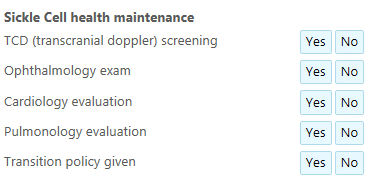 Sickle Cell health maintenance
TCD (transcranial doppler) screening Yes No
Ophthalmology exam Yes No
Cardiology evaluation Yes No
Pulmonology evaluation Yes No
Transition policy given Yes No